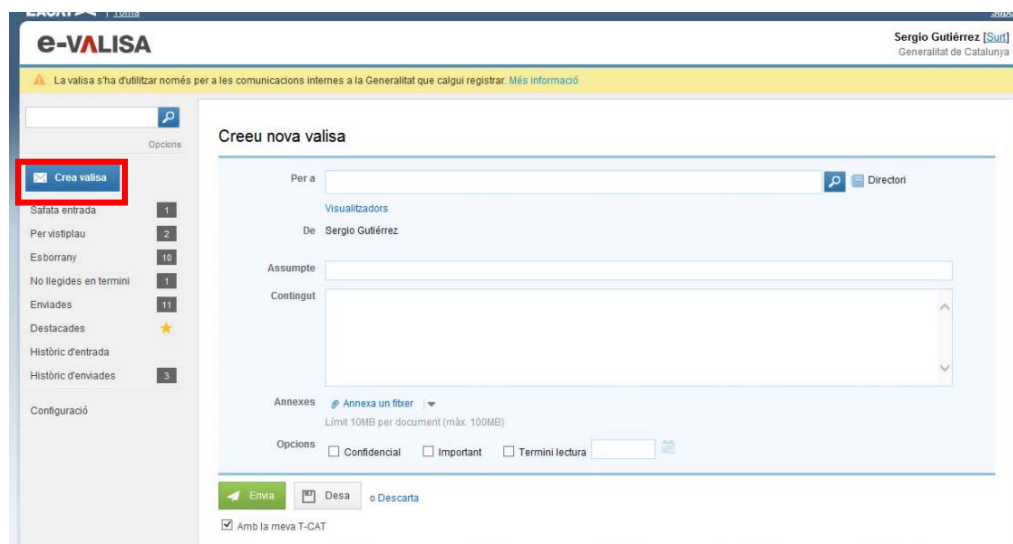 EACAT | Torna
Supo
e-VALISA
Sergio Gutiérrez [Surt]
Generalitat de Catalunya
La valisa s'ha d'utilitzar només per a les comunicacions internes a la Generalitat que calgui registrar. Més informació
Opcions
Crea valisa
Safata entrada 1
Per vistiplau 2
Esborrany 10
No llegides en termini 1
Enviades 11
Destacades
Històric d'entrada
Històric d'enviades 3
Configuració
Creeu nova valisa
Per a
Directori
Visualitzadors
De Sergio Gutiérrez
Assumpte
Contingut
Annexes Annexa un fitxer
Límit 10MB per document (màx. 100MB)
Opcions Confidencial Important Termini lectura
Envia Desa o Descarta
Amb la meva T-CAT